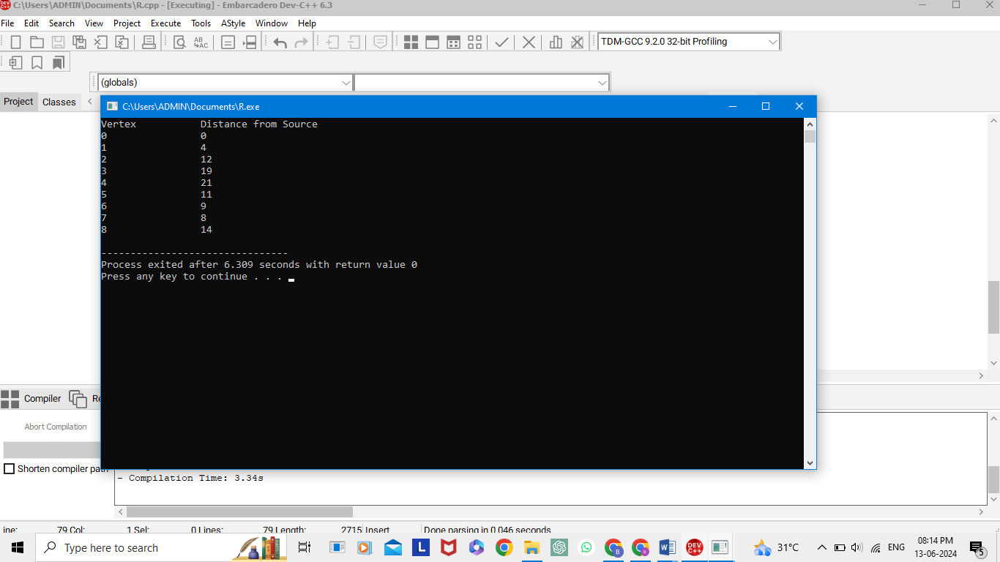 C:\Users\ADMIN\Documents\R.cpp - [Executing] - Embarcadero Dev-C++ 6.3
File Edit Search View Project Execute Tools AStyle Window Help
TDM-GCC 9.2.0 32-bit Profiling
(globals)
Project Classes
C:\Users\ADMIN\Documents\R.exe
Vertex Distance from Source
0 0
1 4
2 12
3 19
4 21
5 11
6 9
7 8
8 14
--------------------------------
Process exited after 6.309 seconds with return value 0
Press any key to continue . . .
Compiler Re
Abort Compilation
Shorten compiler path
- Compilation Time: 3.34s
ine: 79 Col: 1 Sel: 0 Lines: 79 Length: 2715 Insert Done parsing in 0.046 seconds
Type here to search
31°C
ENG
08:14 PM
13-06-2024
5